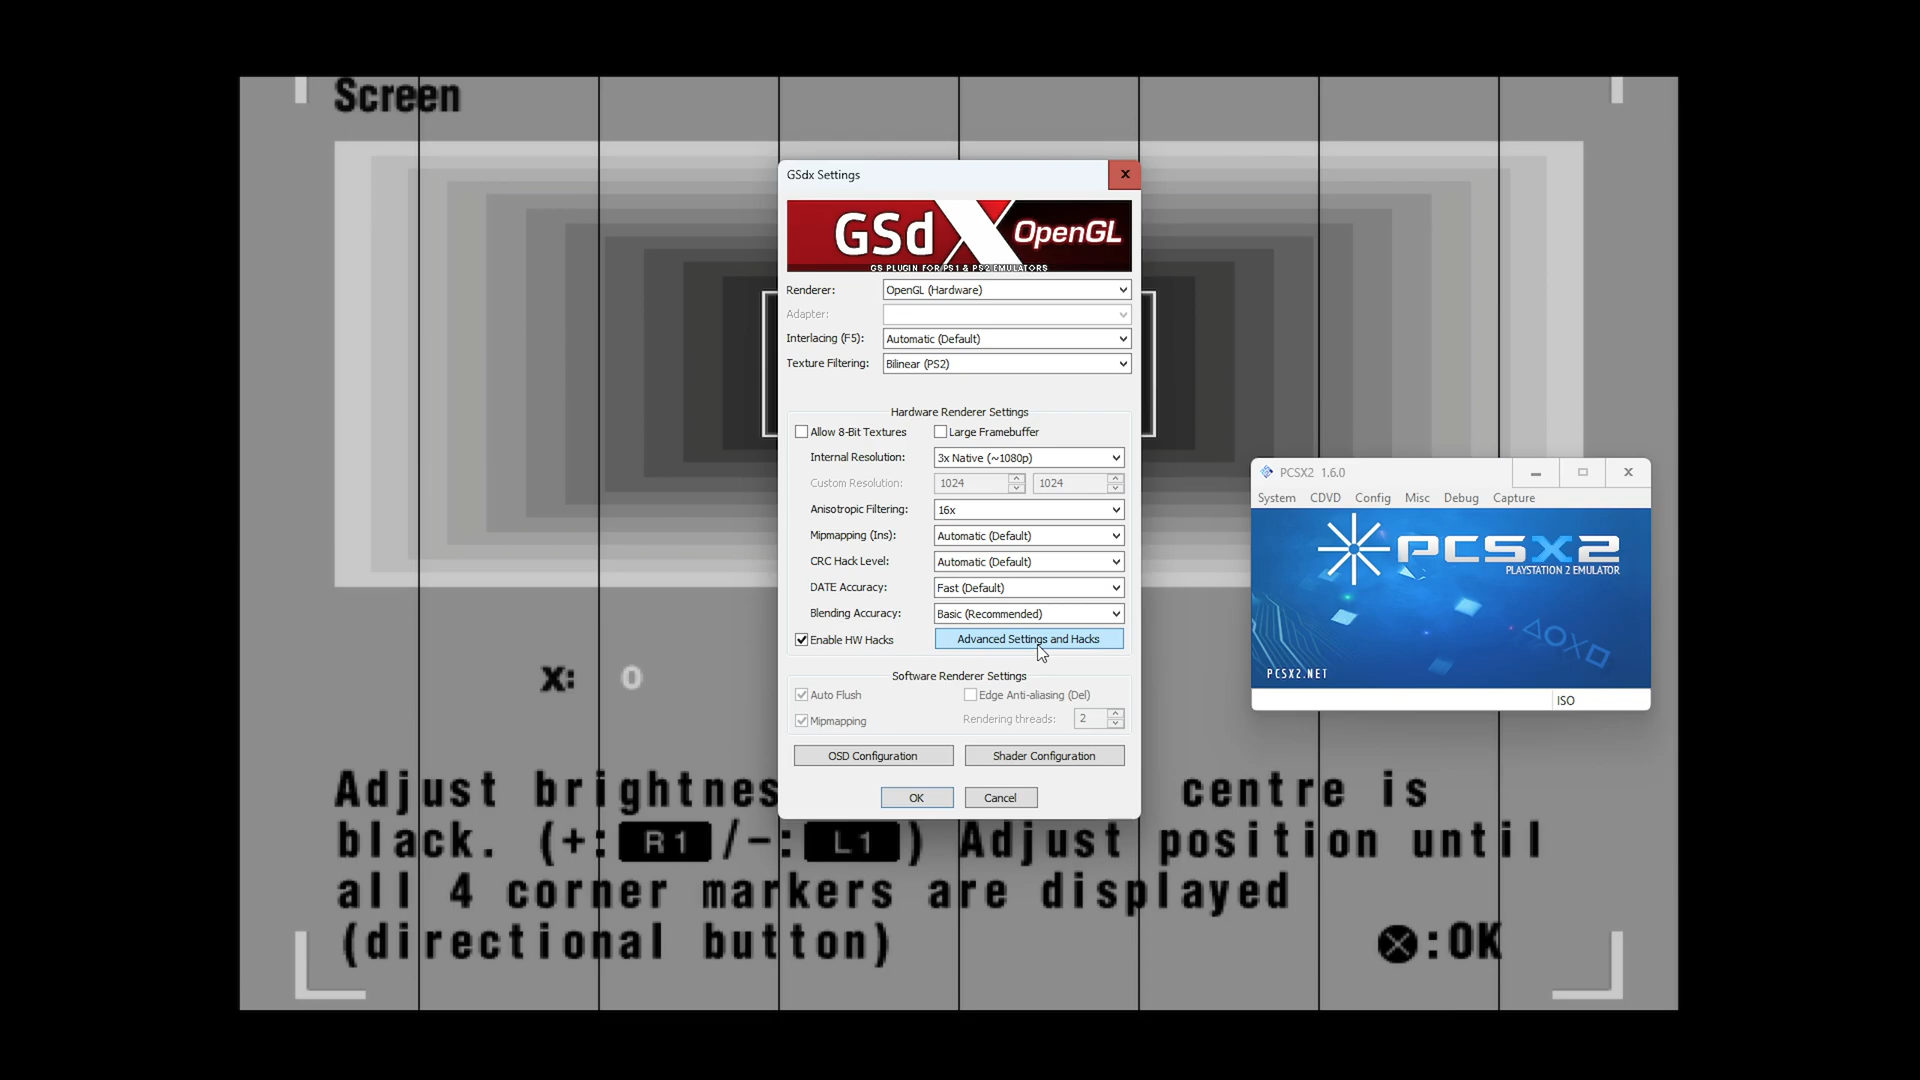 Screen
GSdx Settings
x
GSdX OpenGL
GS PLUGIN FOR PS1 & PS2 EMULATORS
Renderer: OpenGL (Hardware)
Adapter:
Interlacing (F5): Automatic (Default)
Texture Filtering: Bilinear (PS2)
Hardware Renderer Settings
Allow 8-Bit Textures Large Framebuffer
Internal Resolution: 3x Native (~1080p)
Custom Resolution: 1024 1024
Anisotropic Filtering: 16x
Mipmapping (Ins): Automatic (Default)
CRC Hack Level: Automatic (Default)
DATE Accuracy: Fast (Default)
Blending Accuracy: Basic (Recommended)
Enable HW Hacks Advanced Settings and Hacks
Software Renderer Settings
Auto Flush Edge Anti-aliasing (Del)
Mipmapping Rendering threads: 2
OSD Configuration Shader Configuration
OK Cancel
PCSX2 1.6.0
System CDVD Config Misc Debug Capture
PCSX2
PLAYSTATION 2 EMULATOR
PCSX2.NET
ISO
X: 0
Adjust brightnes centre is
black. (+: R1 /-: L1 ) Adjust position until
all 4 corner markers are displayed
(directional button)
:OK